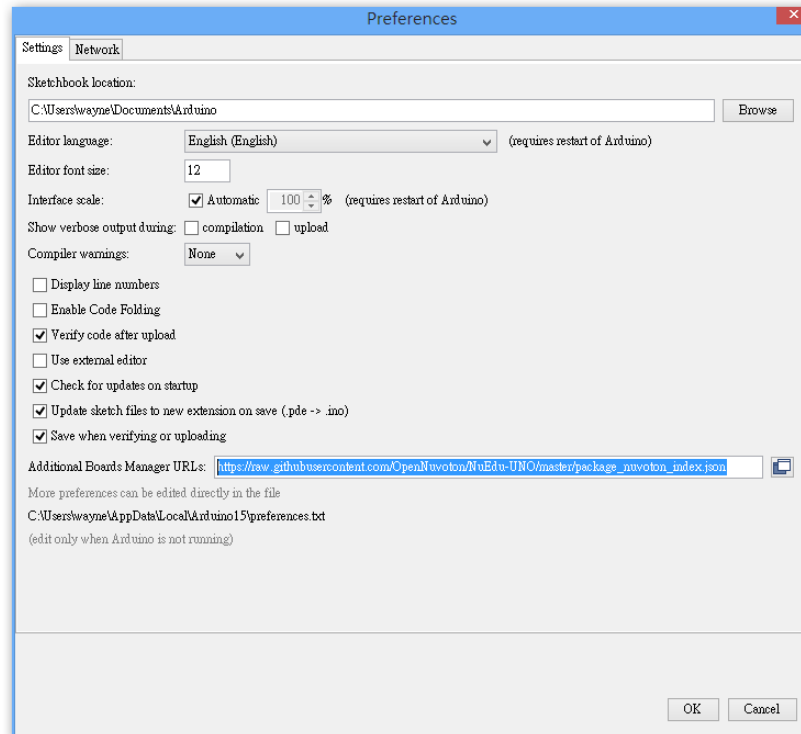 Preferences
Settings Network
Sketchbook location:
C:\Users\wayne\Documents\Arduino Browse
Editor language: English (English) (requires restart of Arduino)
Editor font size: 12
Interface scale: Automatic 100 % (requires restart of Arduino)
Show verbose output during: compilation upload
Compiler warnings: None
Display line numbers
Enable Code Folding
Verify code after upload
Use external editor
Check for updates on startup
Update sketch files to new extension on save (.pde -> .ino)
Save when verifying or uploading
Additional Boards Manager URLs: https://raw.githubusercontent.com/OpenNuvoton/NuEdu-UNO/master/package_nuvoton_index.json
More preferences can be edited directly in the file
C:\Users\wayne\AppData\Local\Arduino15\preferences.txt
(edit only when Arduino is not running)
OK Cancel